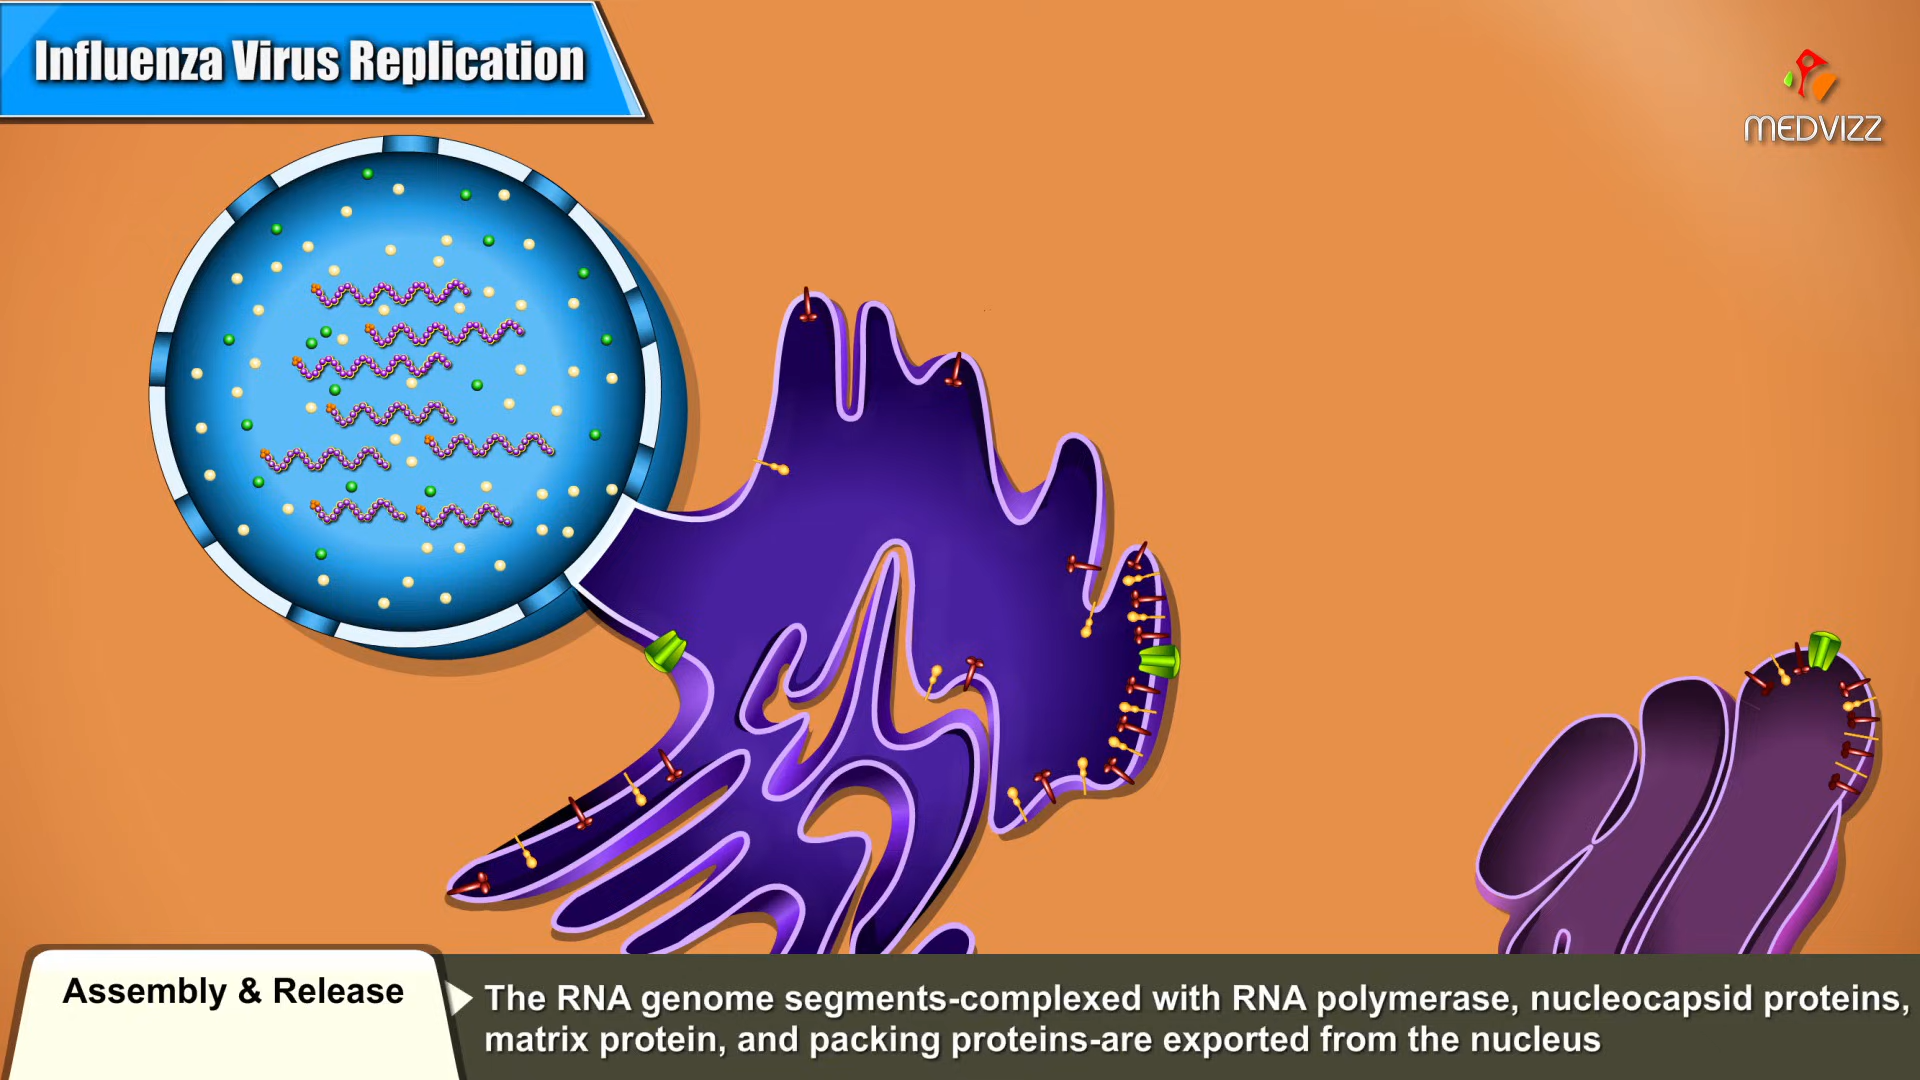 Influenza Virus Replication
MEDVIZZ
Assembly & Release
The RNA genome segments-complexed with RNA polymerase, nucleocapsid proteins,
matrix protein, and packing proteins-are exported from the nucleus